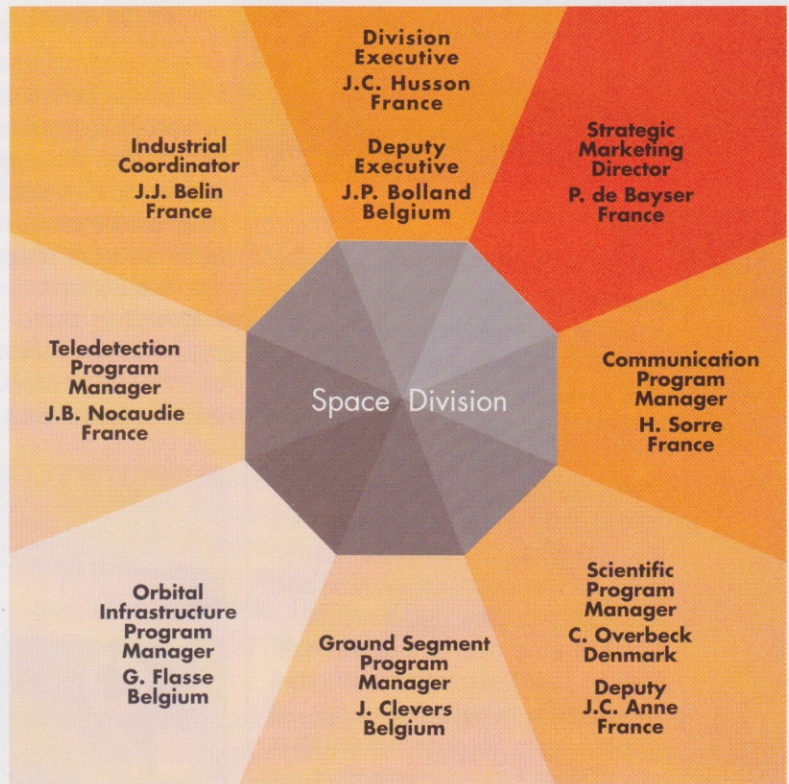 Division
Executive
J.C. Husson
France
Deputy
Executive
J.P. Bolland
Belgium
Strategic
Marketing
Director
P. de Bayser
France
Communication
Program
Manager
H. Sorre
France
Scientific
Program
Manager
C. Overbeck
Denmark
Deputy
J.C. Anne
France
Ground Segment
Program
Manager
J. Clevers
Belgium
Orbital
Infrastructure
Program
Manager
G. Flasse
Belgium
Teledetection
Program
Manager
J.B. Nocaudie
France
Industrial
Coordinator
J.J. Belin
France
Space Division